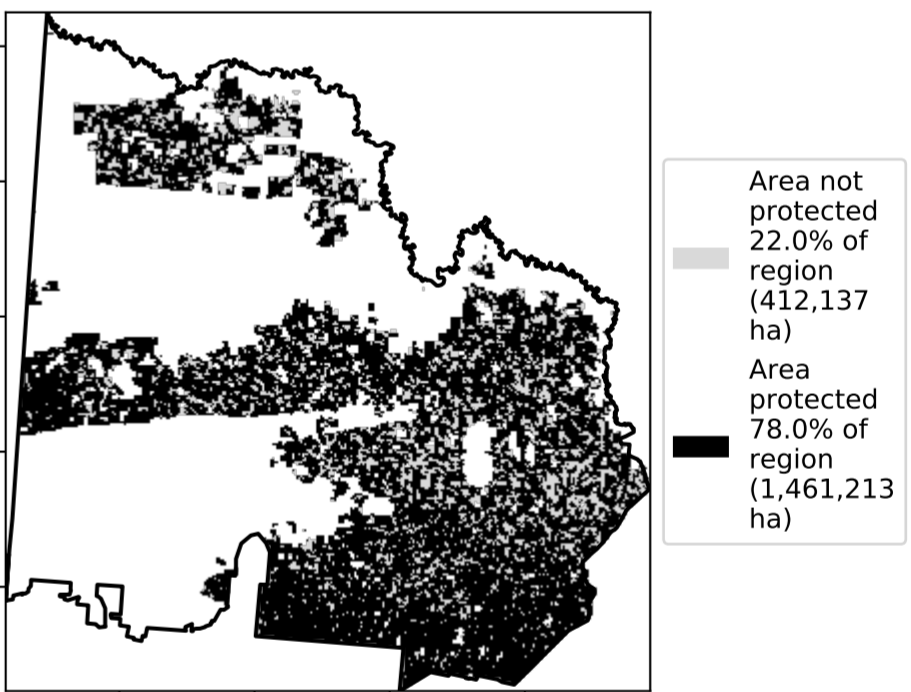 Area not
protected
22.0% of
region
(412,137
ha)
Area
protected
78.0% of
region
(1,461,213
ha)